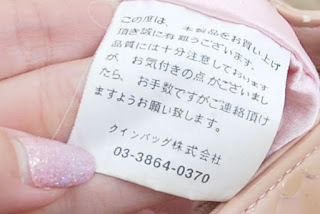 この度は、本製品をお買い上げ
頂き誠に有難うございます。
品質には十分注意しております
が、お気付きの点がございまし
たら、お手数ですがご連絡頂け
ますようお願い致します。
クインバッグ株式会社
03-3864-0370